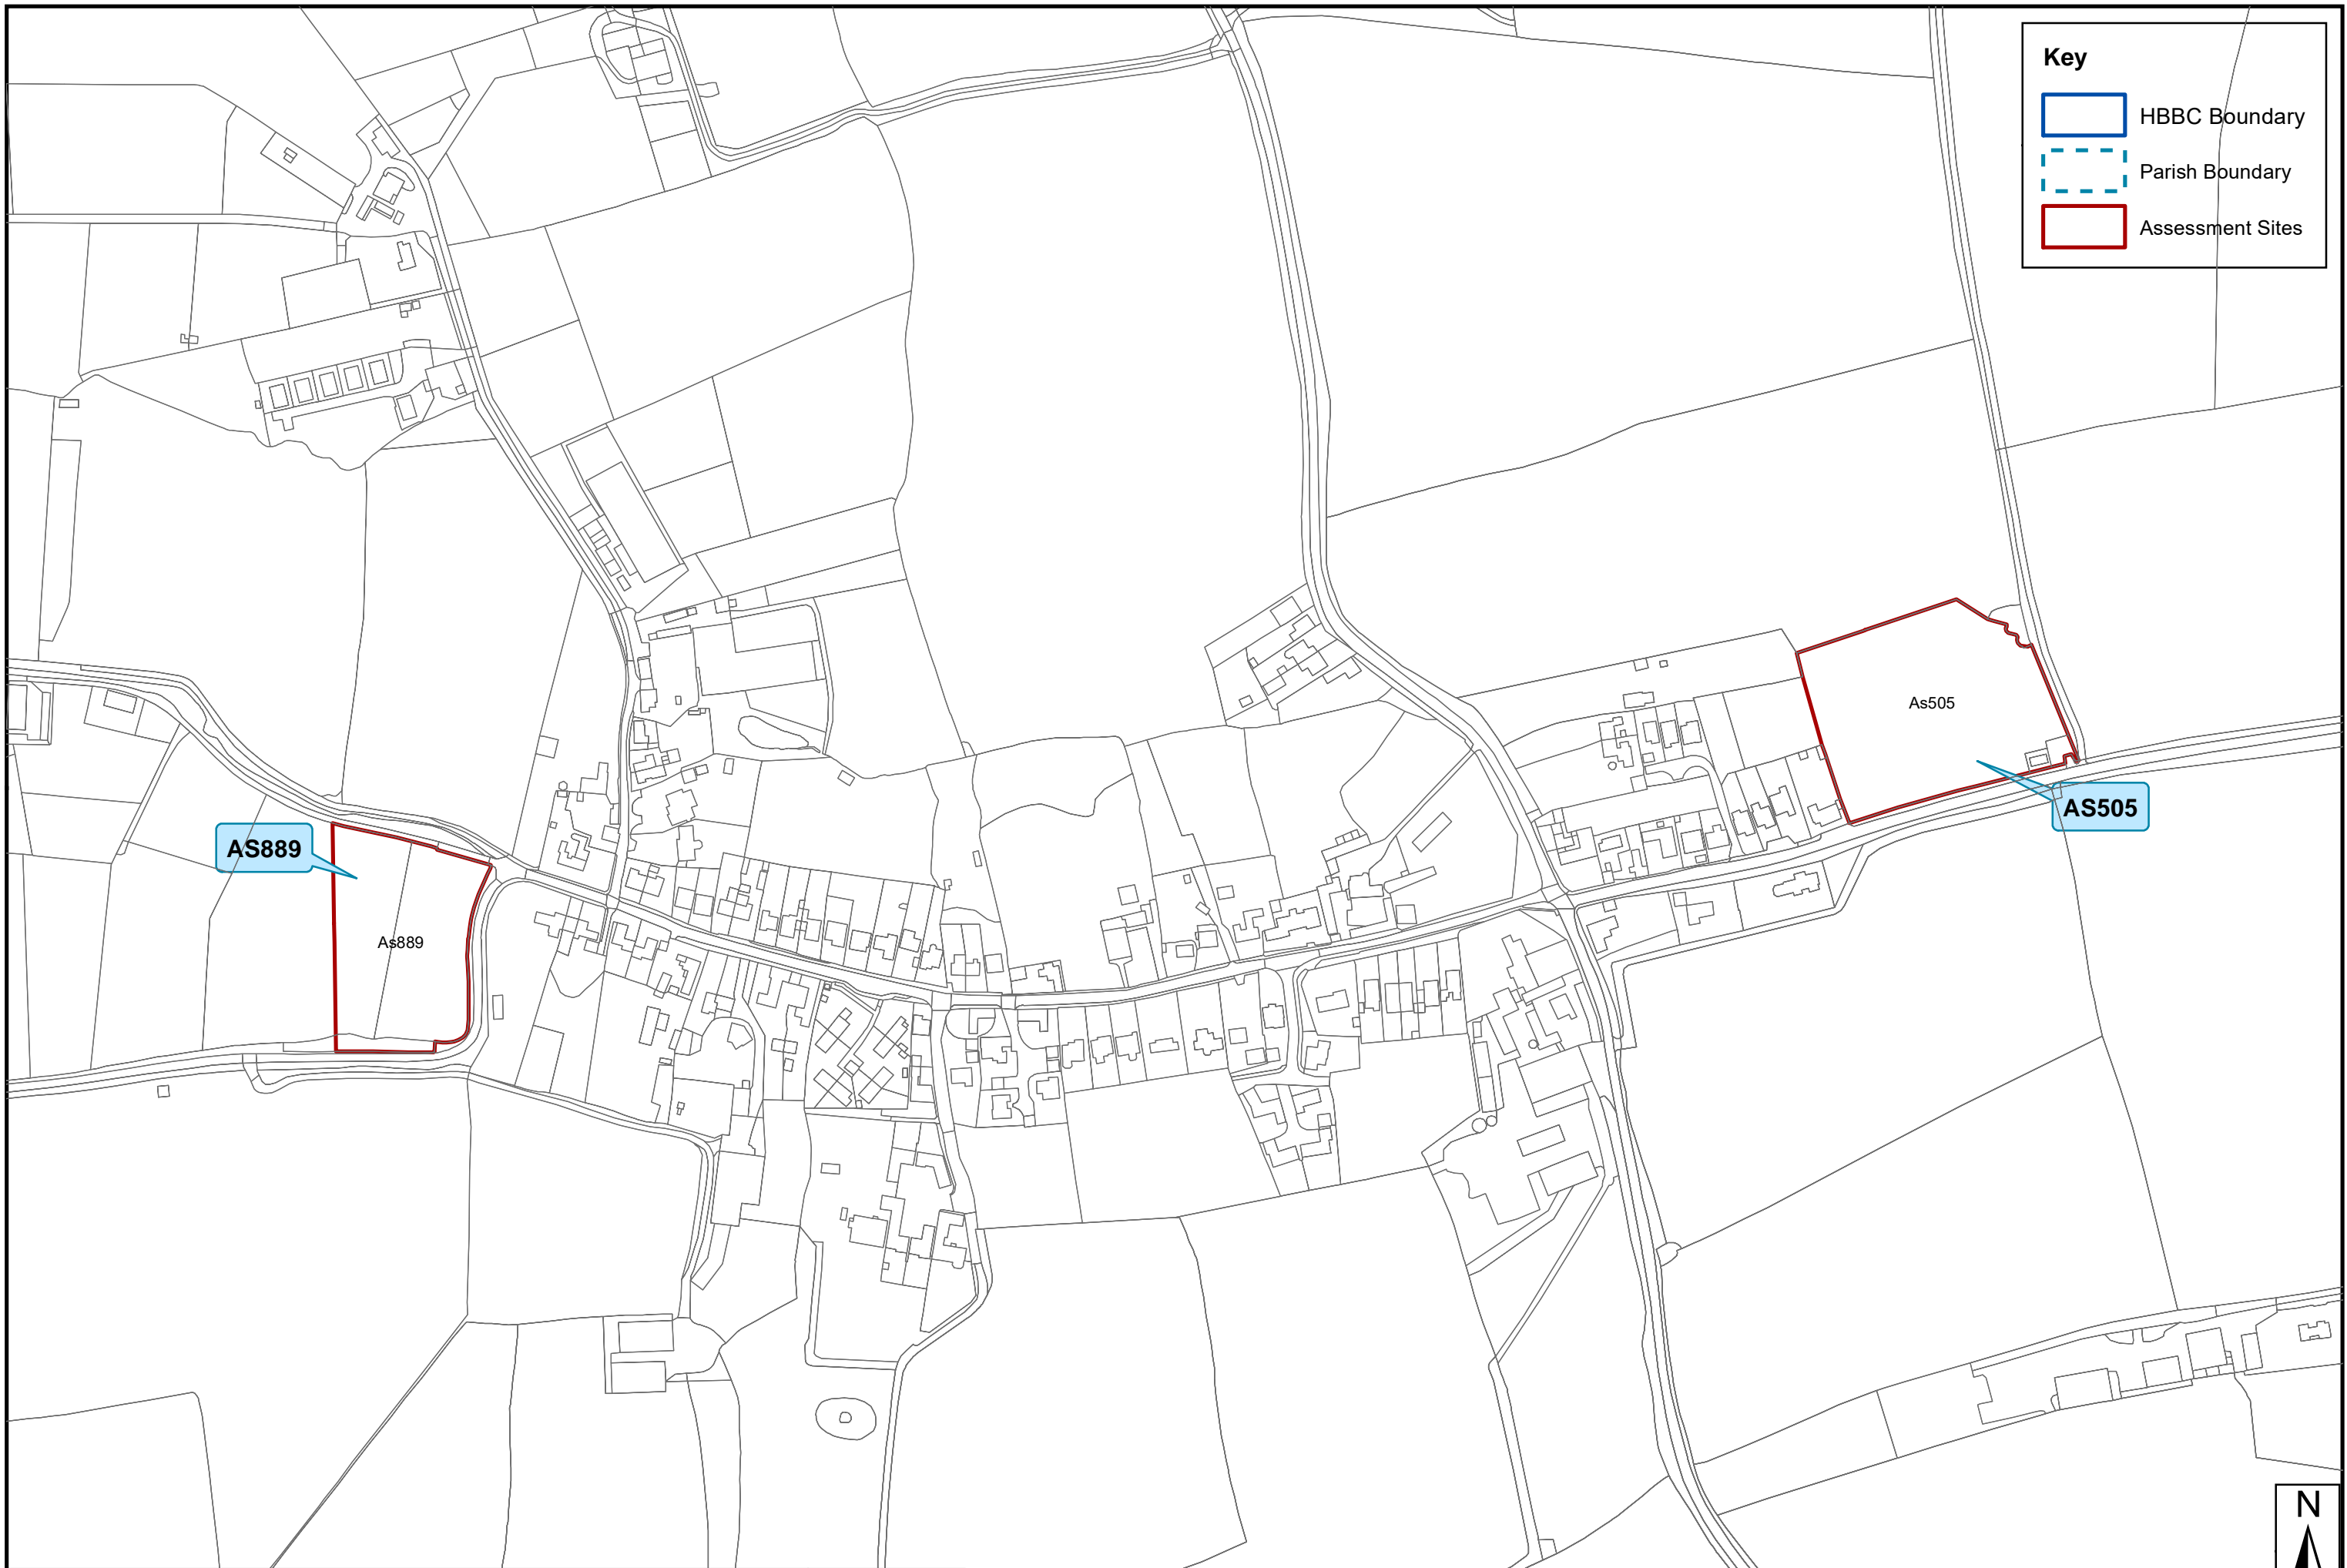 Key
HBBC Boundary
Parish Boundary
Assessment Sites
As505
AS505
AS889
As889
N